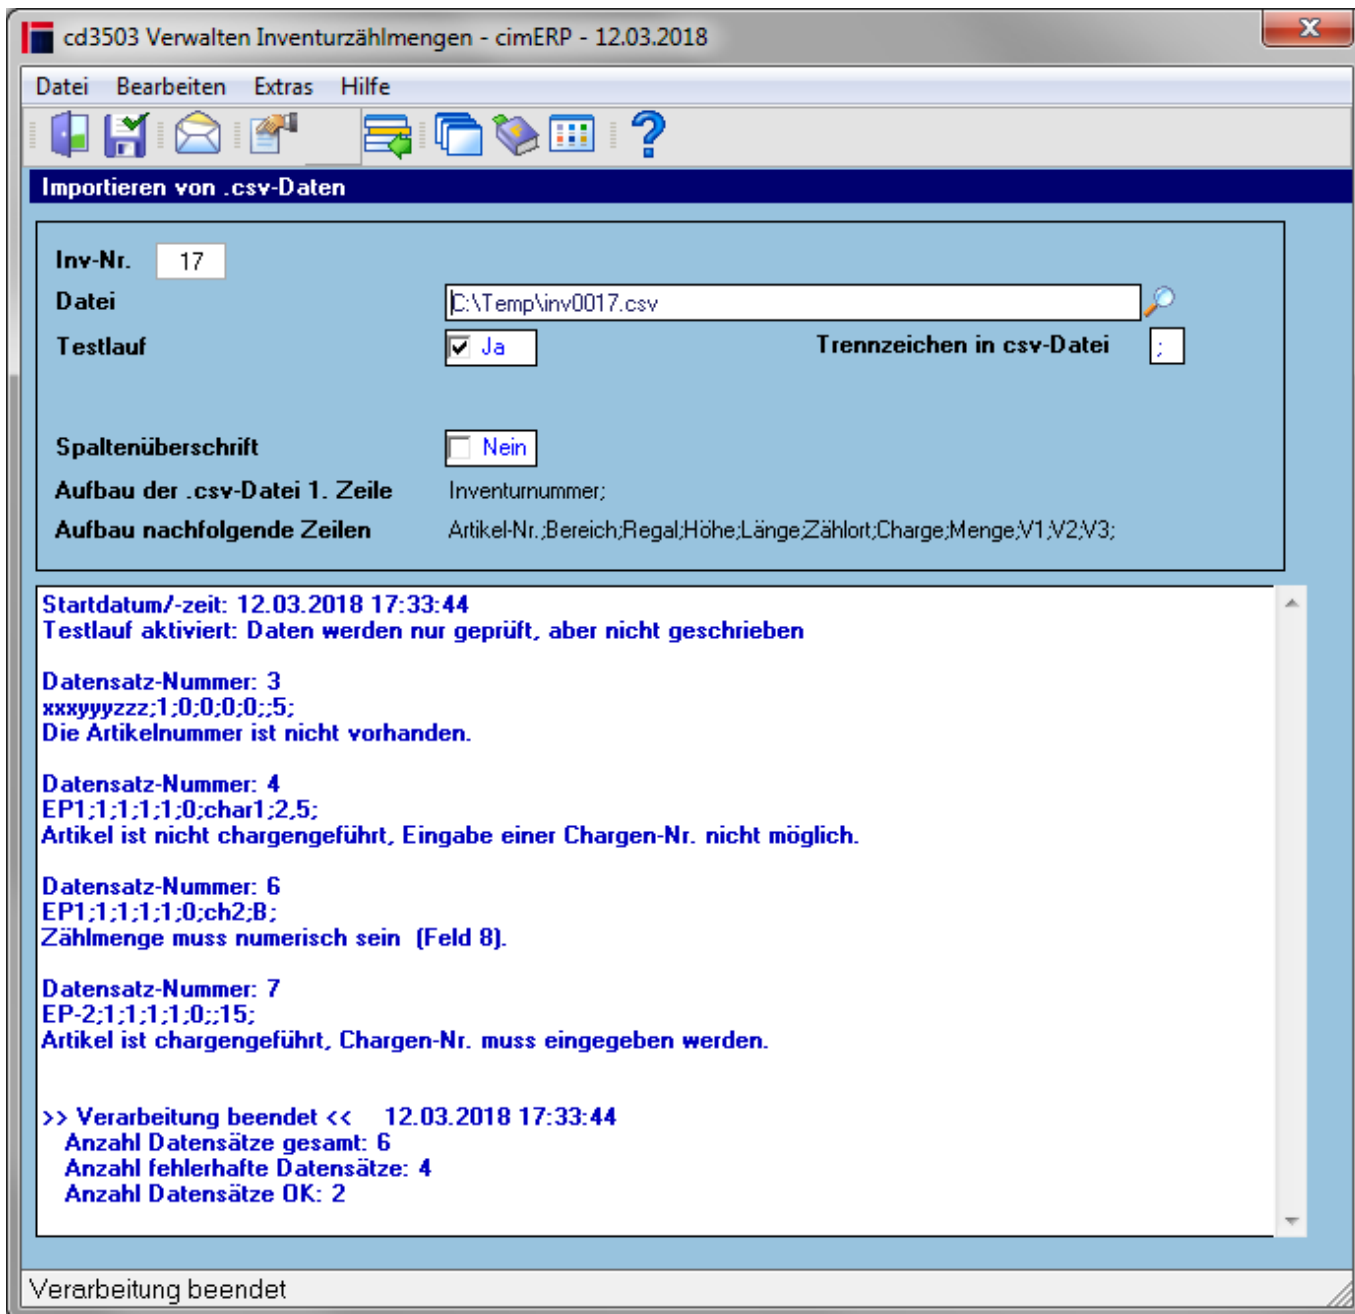 cd3503 Verwalten Inventurzählmengen - cimERP - 12.03.2018
Datei Bearbeiten Extras Hilfe
Importieren von .csv-Daten
Inv-Nr. 17
Datei C:\Temp\inv0017.csv
Testlauf Ja Trennzeichen in csv-Datei ;
Spaltenüberschrift Nein
Aufbau der .csv-Datei 1. Zeile Inventurnummer;
Aufbau nachfolgende Zeilen Artikel-Nr.;Bereich;Regal;Höhe;Länge;Zählort;Charge;Menge;V1;V2;V3;
Startdatum/-zeit: 12.03.2018 17:33:44
Testlauf aktiviert: Daten werden nur geprüft, aber nicht geschrieben
Datensatz-Nummer: 3
xxxyyyzzz;1;0;0;0;0;;5;
Die Artikelnummer ist nicht vorhanden.
Datensatz-Nummer: 4
EP1;1;1;1;1;0;char1;2,5;
Artikel ist nicht chargengeführt, Eingabe einer Chargen-Nr. nicht möglich.
Datensatz-Nummer: 6
EP1;1;1;1;1;0;ch2;B;
Zählmenge muss numerisch sein  (Feld 8).
Datensatz-Nummer: 7
EP-2;1;1;1;1;0;;15;
Artikel ist chargengeführt, Chargen-Nr. muss eingegeben werden.
>> Verarbeitung beendet << 12.03.2018 17:33:44
Anzahl Datensätze gesamt: 6
Anzahl fehlerhafte Datensätze: 4
Anzahl Datensätze OK: 2
Verarbeitung beendet